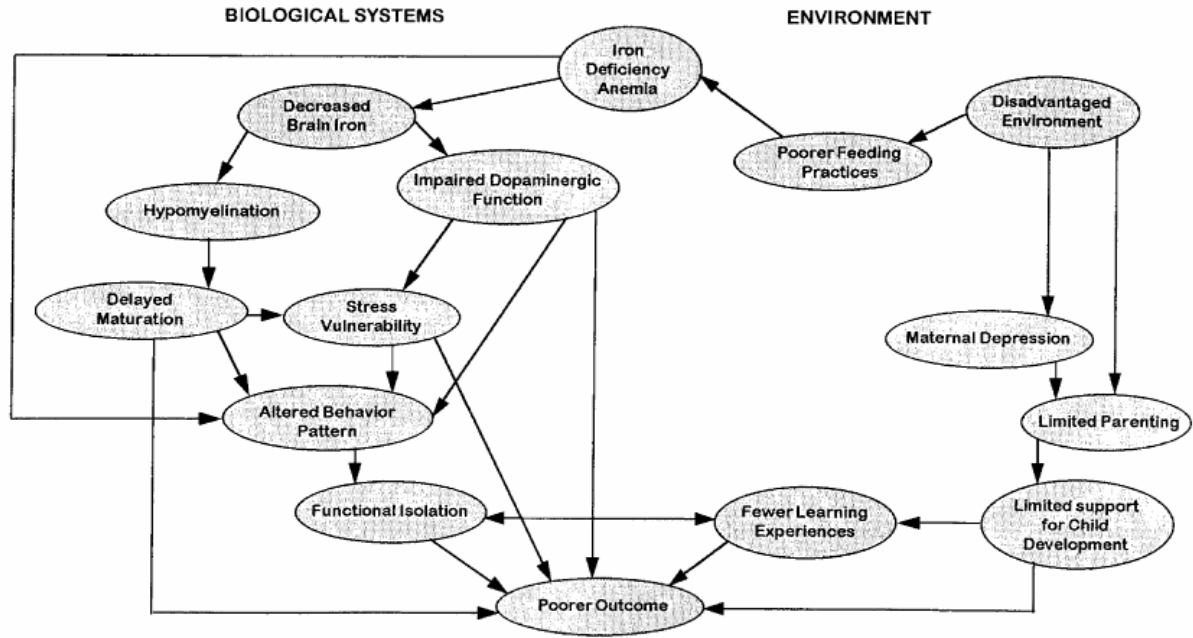 BIOLOGICAL SYSTEMS
ENVIRONMENT
Iron
Deficiency
Anemia
Decreased
Brain Iron
Disadvantaged
Environment
Poorer Feeding
Practices
Impaired Dopaminergic
Function
Hypomyelination
Delayed
Maturation
Stress
Vulnerability
Maternal Depression
Altered Behavior
Pattern
Limited Parenting
Functional Isolation
Fewer Learning
Experiences
Limited support
for Child
Development
Poorer Outcome